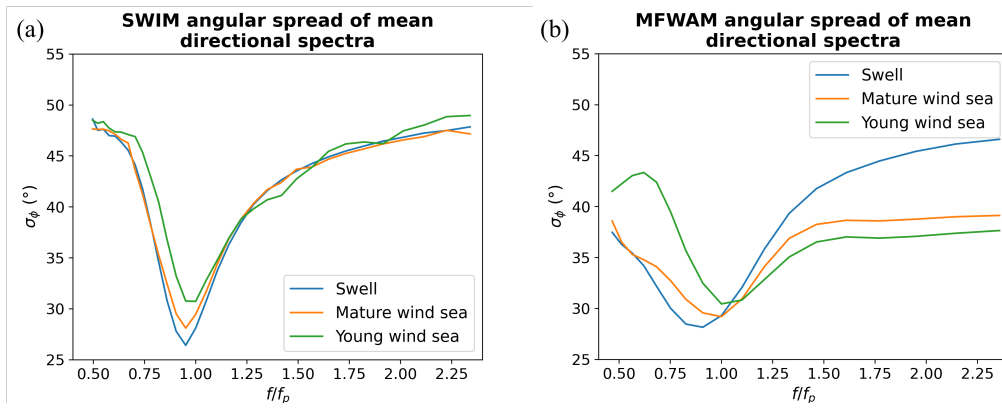 (a)
SWIM angular spread of mean
directional spectra
55
50
45
40
35
30
25
σϕ (°)
0.50 0.75 1.00 1.25 1.50 1.75 2.00 2.25
f/fp
Swell
Mature wind sea
Young wind sea
(b)
MFWAM angular spread of mean
directional spectra
55
50
45
40
35
30
25
σϕ (°)
0.50 0.75 1.00 1.25 1.50 1.75 2.00 2.25
f/fp
Swell
Mature wind sea
Young wind sea